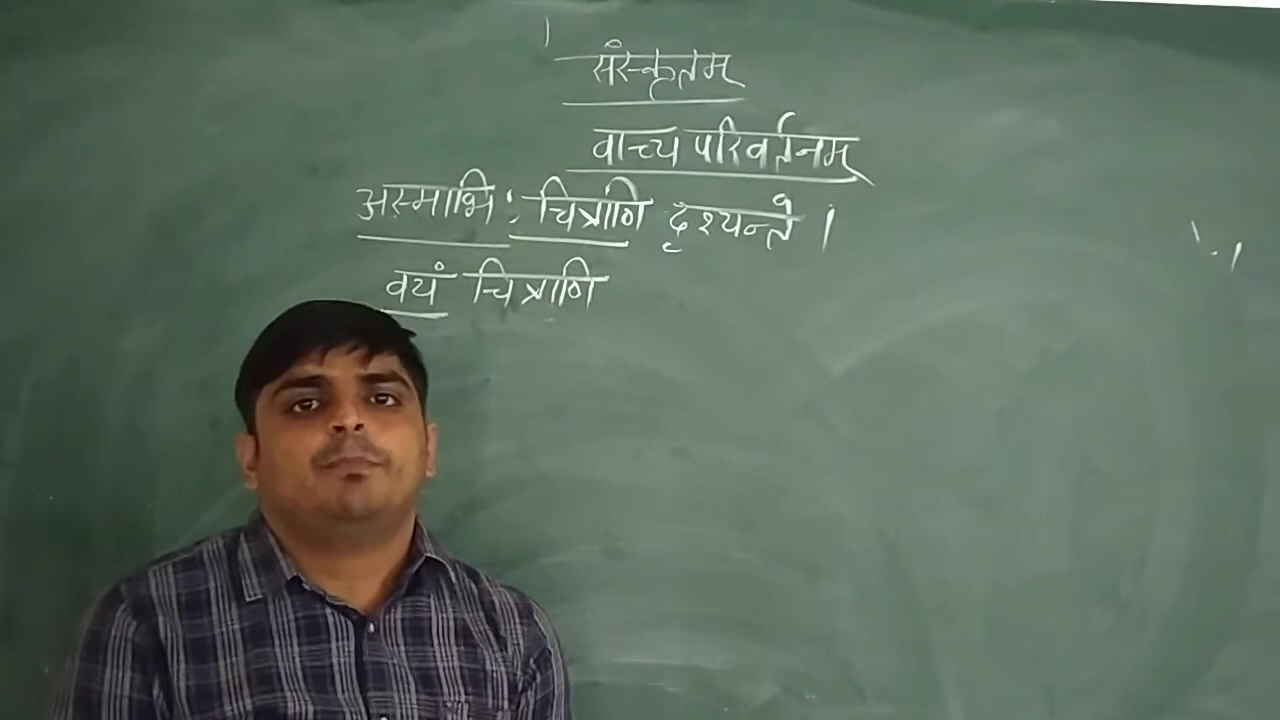 संस्कृतम्
वाच्य परिवर्तनम्
अस्माभि: चित्राणि दृश्यन्ते ।
वयं चित्राणि